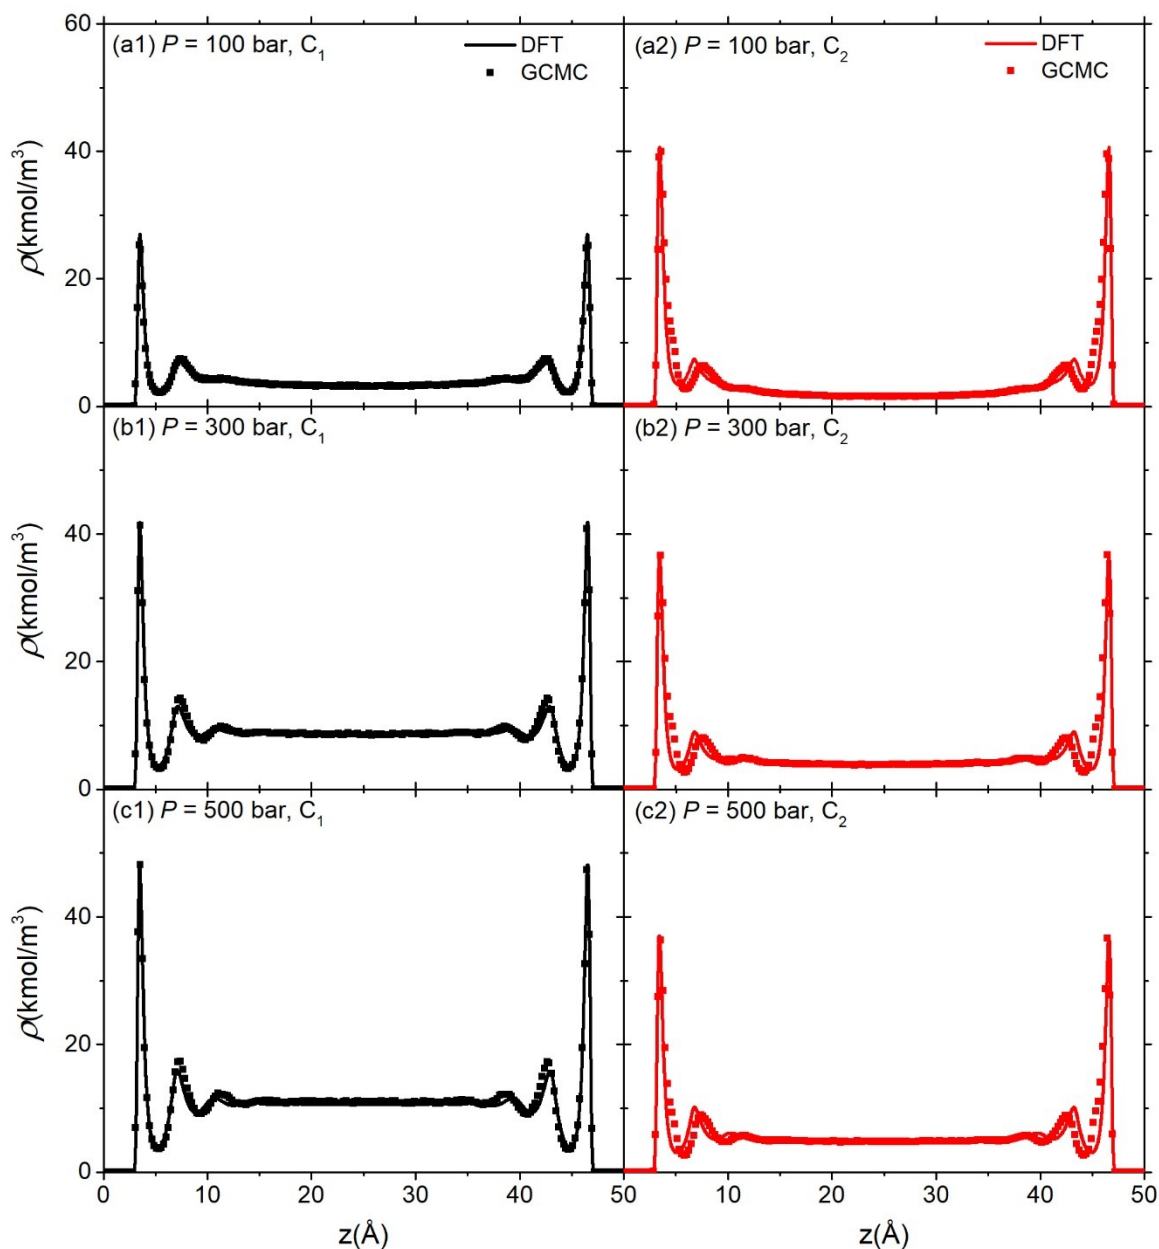 60
(a1) P = 100 bar, C₁
DFT
GCMC
(a2) P = 100 bar, C₂
DFT
GCMC
ρ(kmol/m³)
40
20
0
(b1) P = 300 bar, C₁
(b2) P = 300 bar, C₂
ρ(kmol/m³)
40
20
0
(c1) P = 500 bar, C₁
(c2) P = 500 bar, C₂
ρ(kmol/m³)
40
20
0
0 10 20 30 40 50 10 20 30 40 50
z(Å) z(Å)